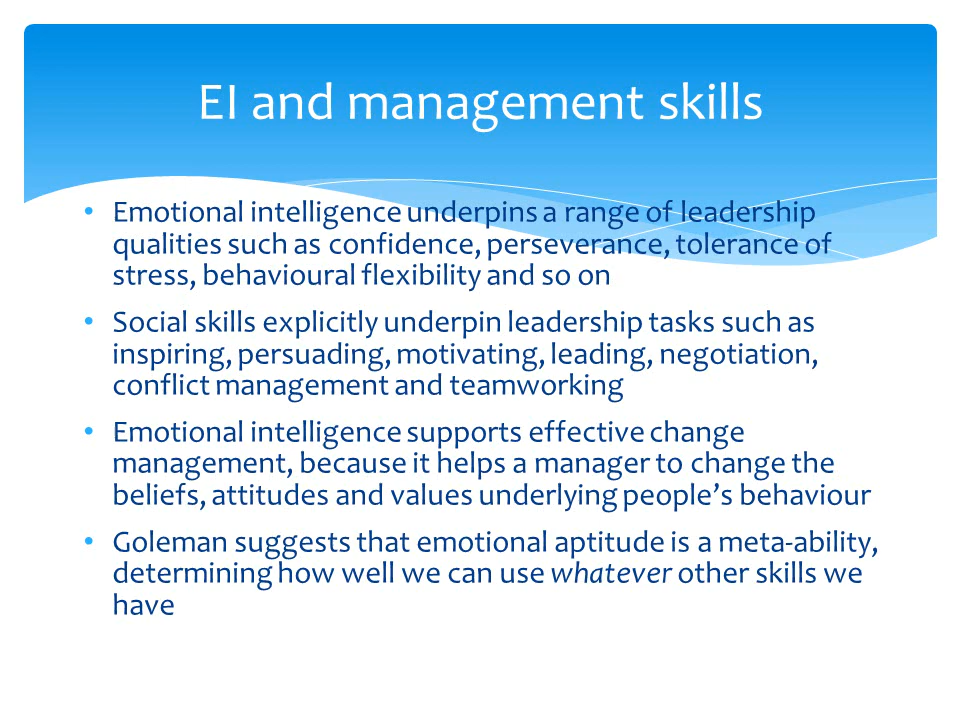 EI and management skills
• Emotional intelligence underpins a range of leadership
qualities such as confidence, perseverance, tolerance of
stress, behavioural flexibility and so on
• Social skills explicitly underpin leadership tasks such as
inspiring, persuading, motivating, leading, negotiation,
conflict management and teamworking
• Emotional intelligence supports effective change
management, because it helps a manager to change the
beliefs, attitudes and values underlying people’s behaviour
• Goleman suggests that emotional aptitude is a meta-ability,
determining how well we can use whatever other skills we
have